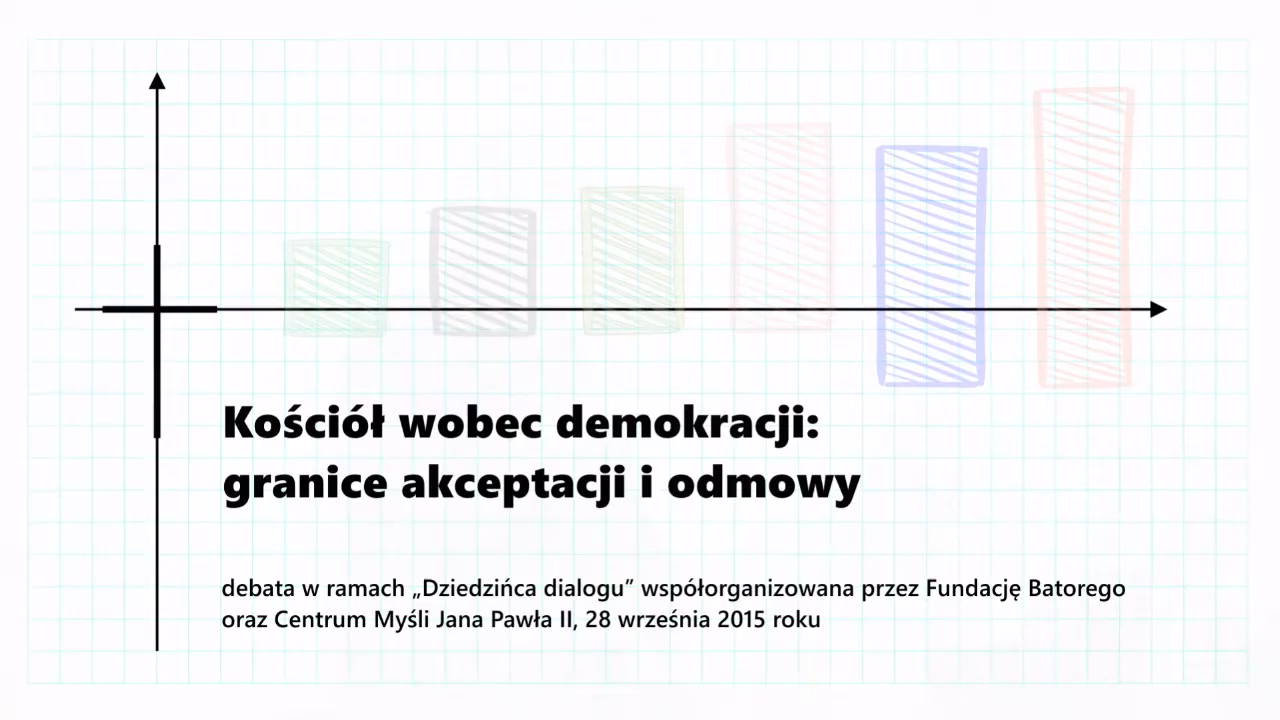 Kościół wobec demokracji:
granice akceptacji i odmowy
debata w ramach „Dziedzińca dialogu” współorganizowana przez Fundację Batorego
oraz Centrum Myśli Jana Pawła II, 28 września 2015 roku